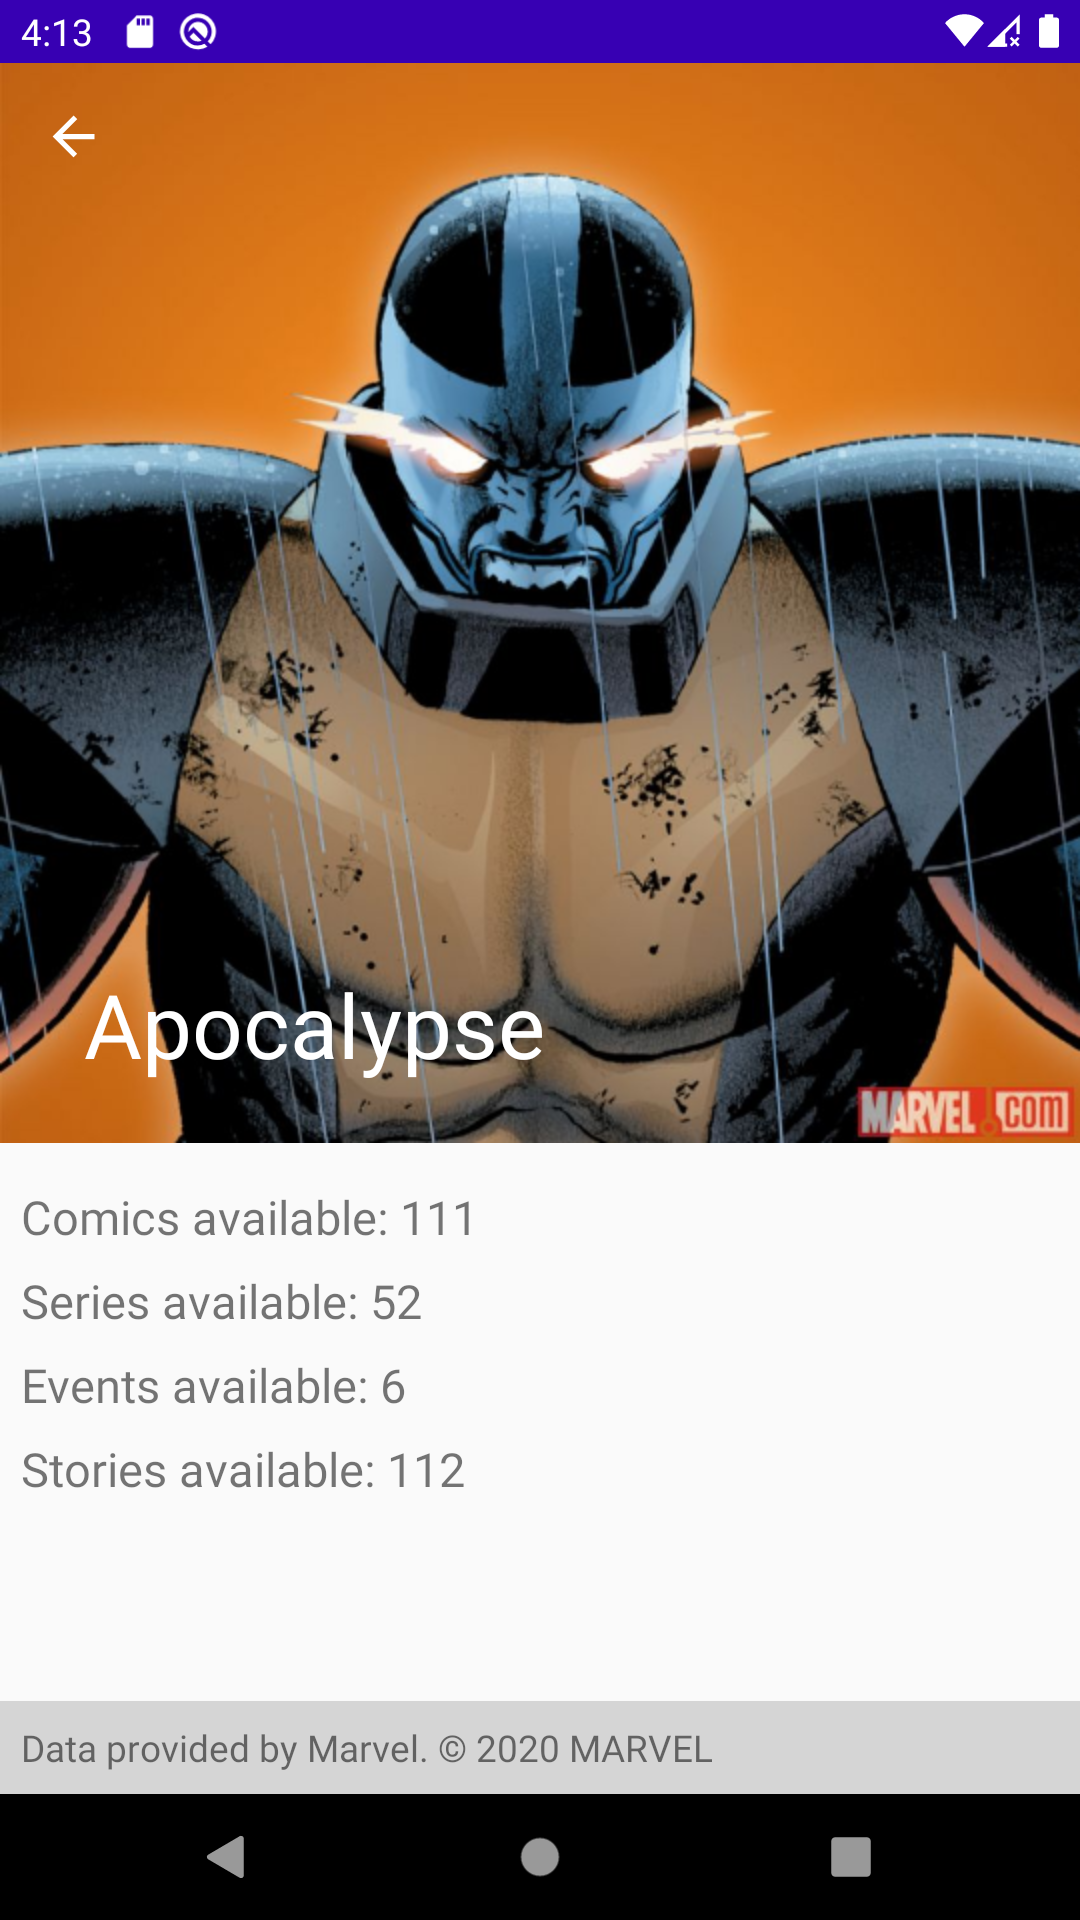 4:13
Apocalypse
MARVEL.COM
Comics available: 111
Series available: 52
Events available: 6
Stories available: 112
Data provided by Marvel. © 2020 MARVEL